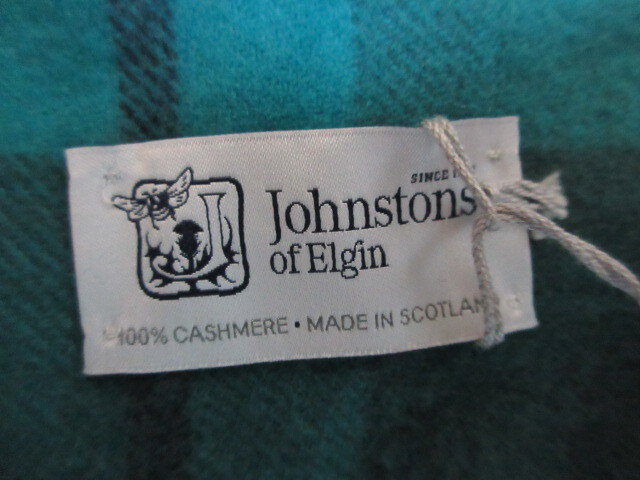 SINCE
Johnstons
of Elgin
100% CASHMERE • MADE IN SCOTLAN